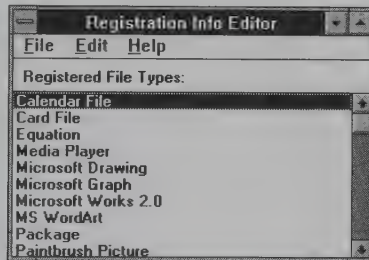 Registration Info Editor
File Edit Help
Registered File Types:
Calendar File
Card File
Equation
Media Player
Microsoft Drawing
Microsoft Graph
Microsoft Works 2.0
MS WordArt
Package
Paintbrush Picture